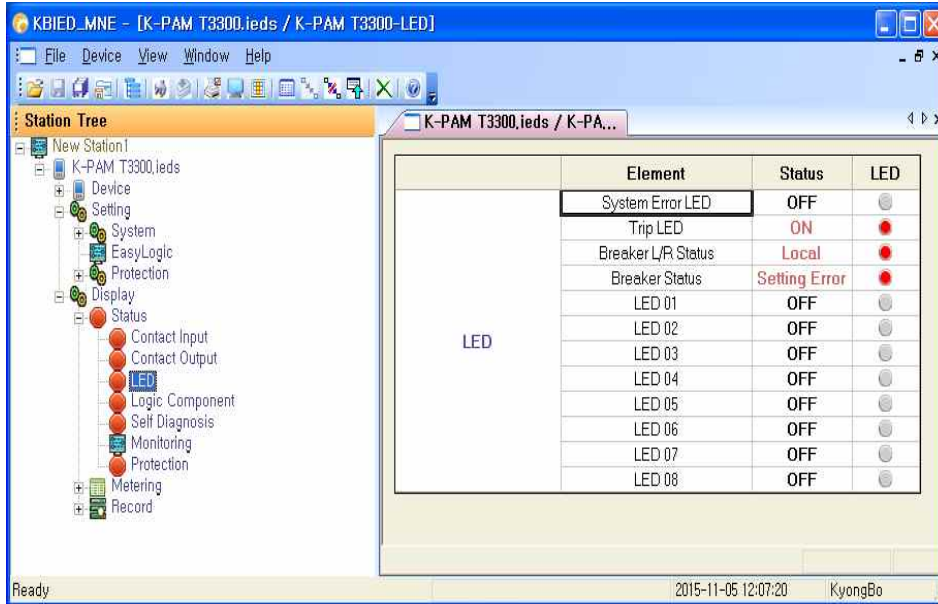 KBIED_MNE - [K-PAM T3300.ieds / K-PAM T3300-LED]
File Device View Window Help
Station Tree
New Station1
K-PAM T3300.ieds
Device
Setting
System
EasyLogic
Protection
Display
Status
Contact Input
Contact Output
LED
Logic Component
Self Diagnosis
Monitoring
Protection
Metering
Record
K-PAM T3300.ieds / K-PA...
Element Status LED
LED
System Error LED OFF
Trip LED ON
Breaker L/R Status Local
Breaker Status Setting Error
LED 01 OFF
LED 02 OFF
LED 03 OFF
LED 04 OFF
LED 05 OFF
LED 06 OFF
LED 07 OFF
LED 08 OFF
Ready 2015-11-05 12:07:20 KyongBo